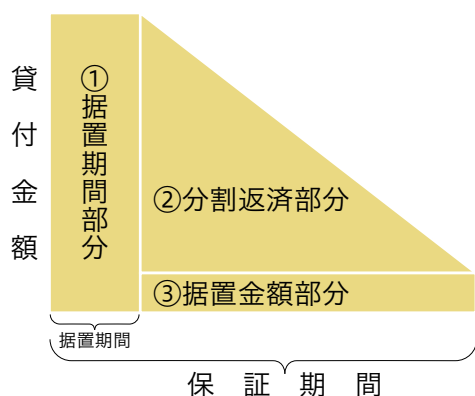 貸付金額
①据置期間部分
②分割返済部分
③据置金額部分
据置期間
保証期間